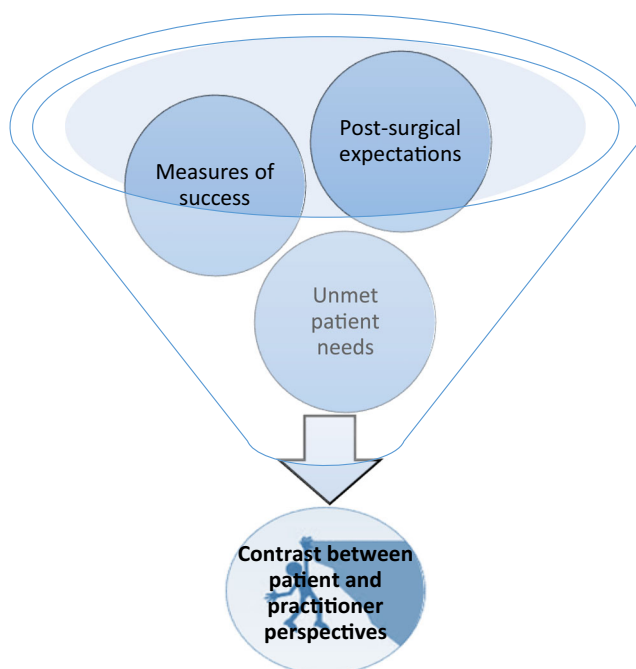 Post-surgical
expectations
Measures of
success
Unmet
patient
needs
Contrast between
patient and
practitioner
perspectives